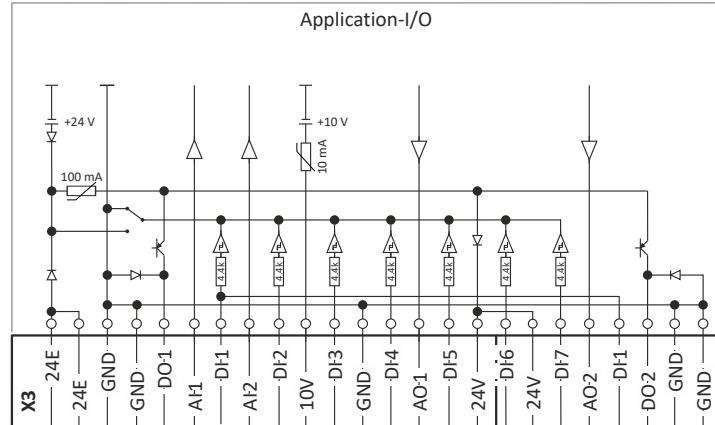 Application-I/O
+24 V
+10 V
10 mA
100 mA
4.4k
4.4k
4.4k
4.4k
4.4k
4.4k
4.4k
X3
24E
24E
GND
GND
DO1
AI1
AI2
DI1
DI2
10V
DI3
GND
DI4
AO1
DI5
24V
DI6
24V
DI7
AO2
DI1
DO2
GND
GND